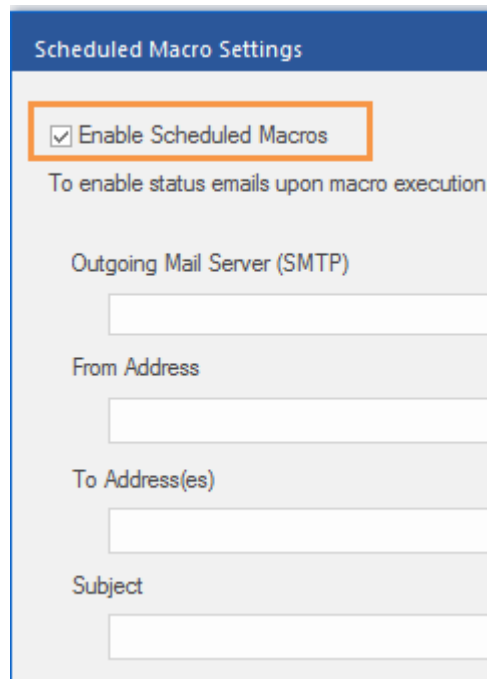 Scheduled Macro Settings
Enable Scheduled Macros
To enable status emails upon macro execution
Outgoing Mail Server (SMTP)
From Address
To Address(es)
Subject